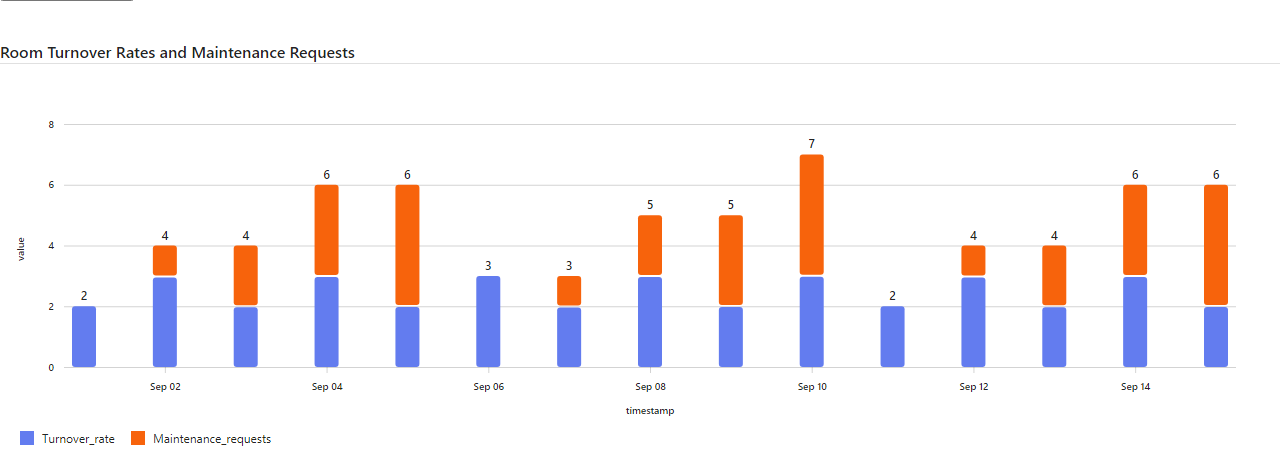 Room Turnover Rates and Maintenance Requests
8
6
4
2
0
value
2
4
4
6
6
3
3
5
5
7
2
4
4
6
6
Sep 02
Sep 04
Sep 06
Sep 08
Sep 10
Sep 12
Sep 14
timestamp
Turnover_rate
Maintenance_requests